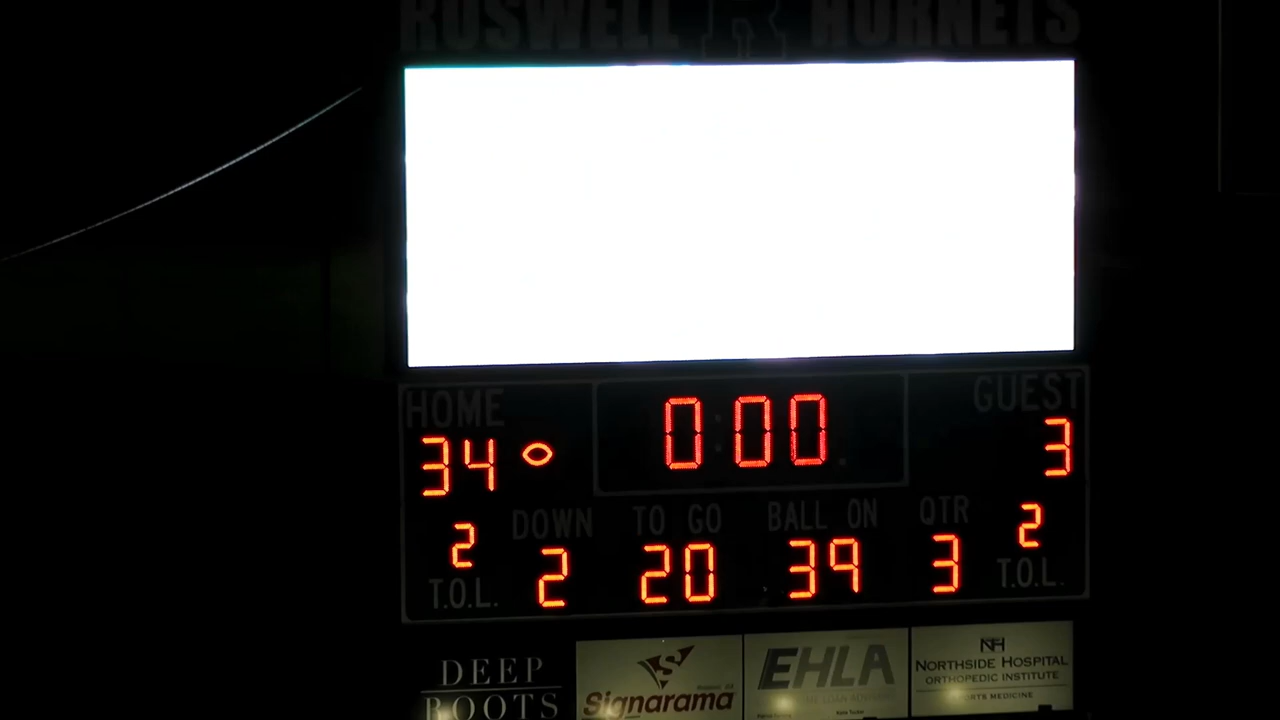 ROSWELL R HORNETS
HOME 0:00 GUEST
34 3
DOWN TO GO BALL ON QTR
2 2 20 39 3 2
T.O.L. T.O.L.
DEEP
ROOTS
S
Signarama
EHLA
NH
NORTHSIDE HOSPITAL
ORTHOPEDIC INSTITUTE
SPORTS MEDICINE